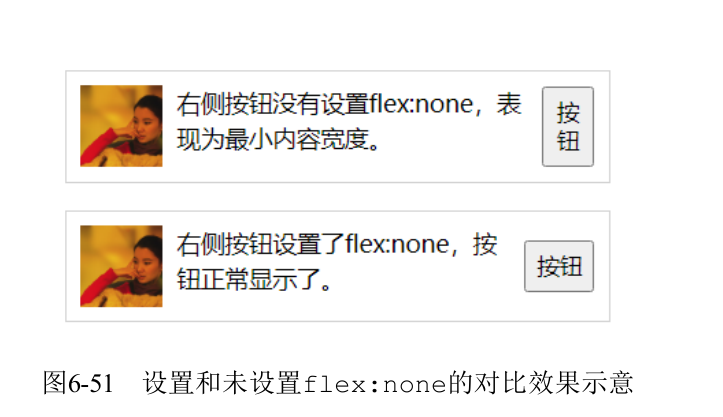 右侧按钮没有设置flex:none，表
现为最小内容宽度。
按
钮
右侧按钮设置了flex:none，按
钮正常显示了。
按钮
图6-51 设置和未设置flex:none的对比效果示意